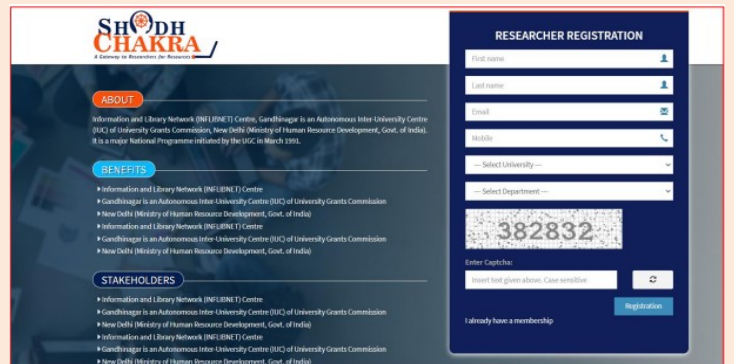 SHODH
CHAKRA
A Gateway to Researchers for Resources
ABOUT
Information and Library Network (INFLIBNET) Centre, Gandhinagar is an Autonomous Inter-University Centre
(IUC) of University Grants Commission, New Delhi (Ministry of Human Resource Development, Govt. of India).
It is a major National Programme initiated by the UGC in March 1991.
BENEFITS
Information and Library Network (INFLIBNET) Centre
Gandhinagar is an Autonomous Inter-University Centre (IUC) of University Grants Commission
New Delhi (Ministry of Human Resource Development, Govt. of India)
Information and Library Network (INFLIBNET) Centre
Gandhinagar is an Autonomous Inter-University Centre (IUC) of University Grants Commission
New Delhi (Ministry of Human Resource Development, Govt. of India)
STAKEHOLDERS
Information and Library Network (INFLIBNET) Centre
Gandhinagar is an Autonomous Inter-University Centre (IUC) of University Grants Commission
New Delhi (Ministry of Human Resource Development, Govt. of India)
Information and Library Network (INFLIBNET) Centre
Gandhinagar is an Autonomous Inter-University Centre (IUC) of University Grants Commission
New Delhi (Ministry of Human Resource Development, Govt. of India)
RESEARCHER REGISTRATION
First name
Last name
Email
Mobile
--- Select University ---
--- Select Department ---
382832
Enter Captcha:
Insert text given above. Case sensitive
Registration
I already have a membership